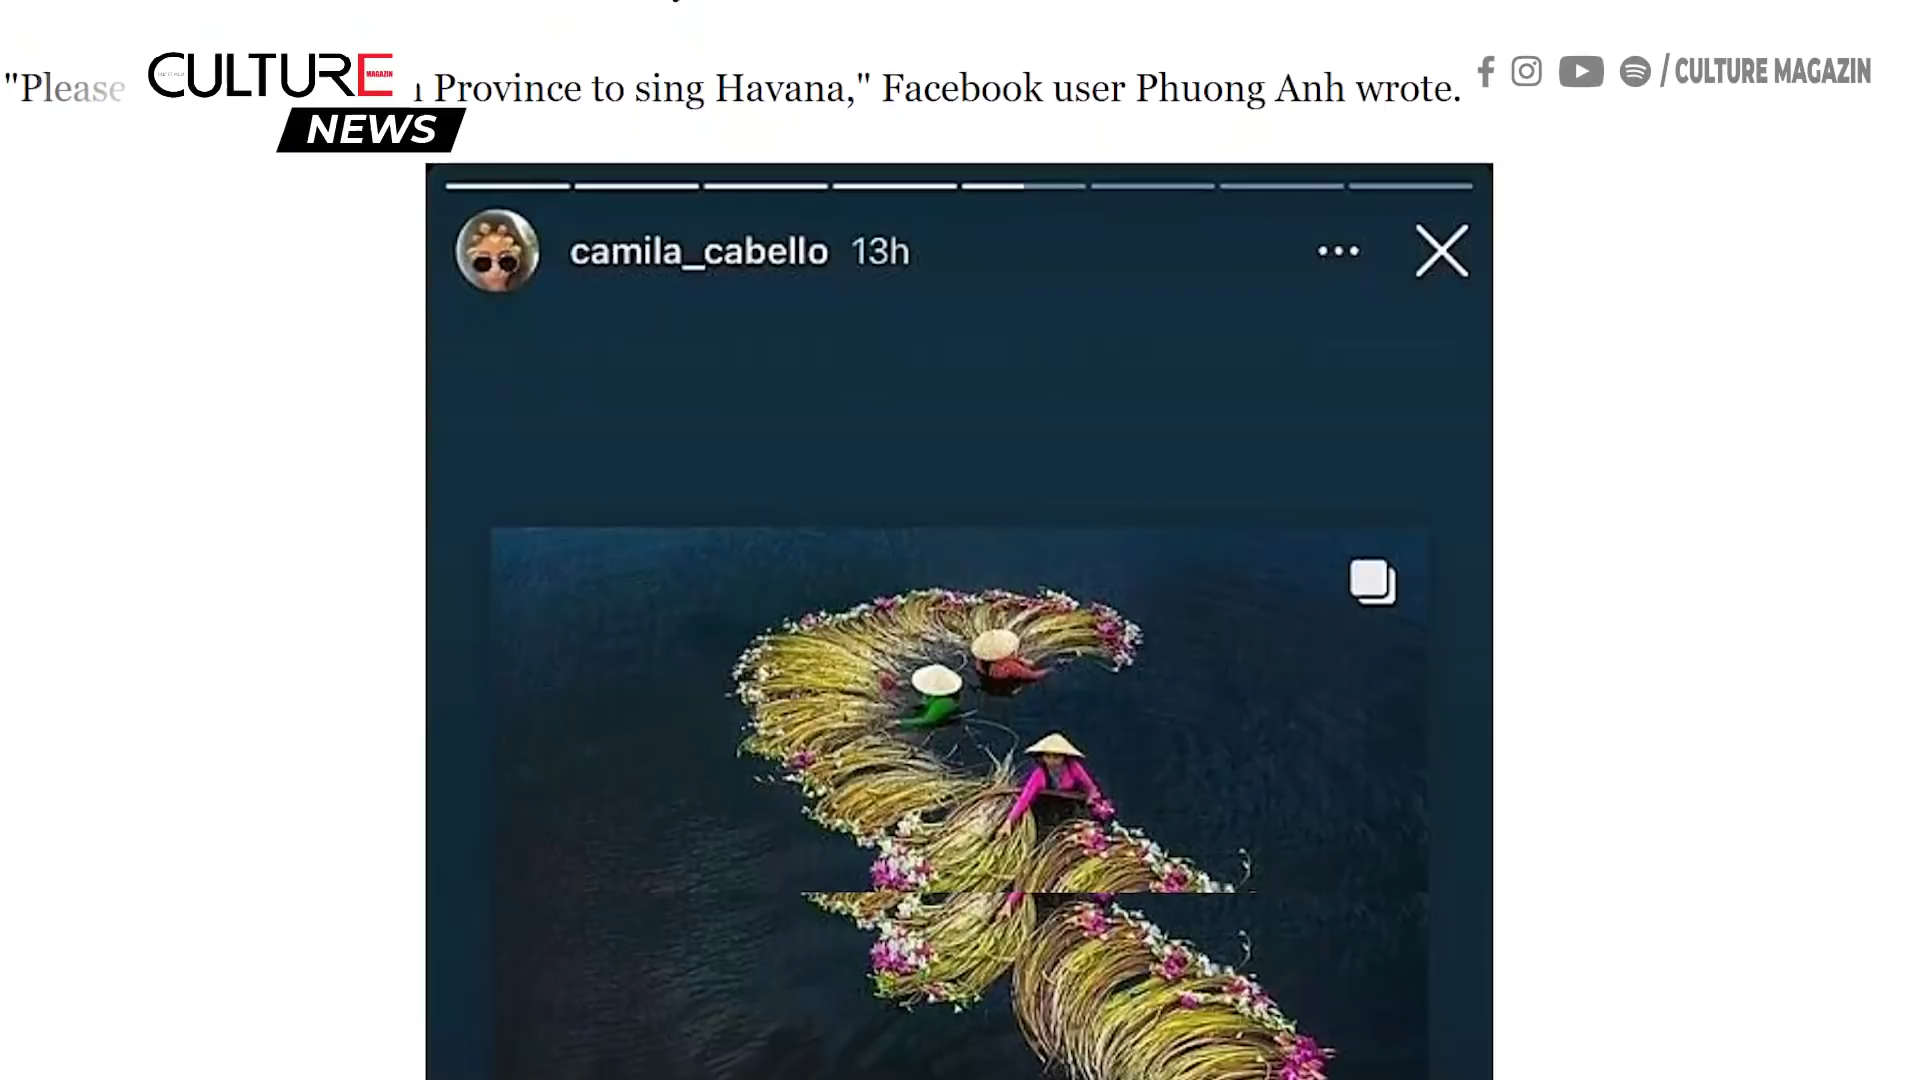 "Please Province to sing Havana," Facebook user Phuong Anh wrote.
CULTURE
MAGAZIN
NEWS
/ CULTURE MAGAZIN
camila_cabello 13h